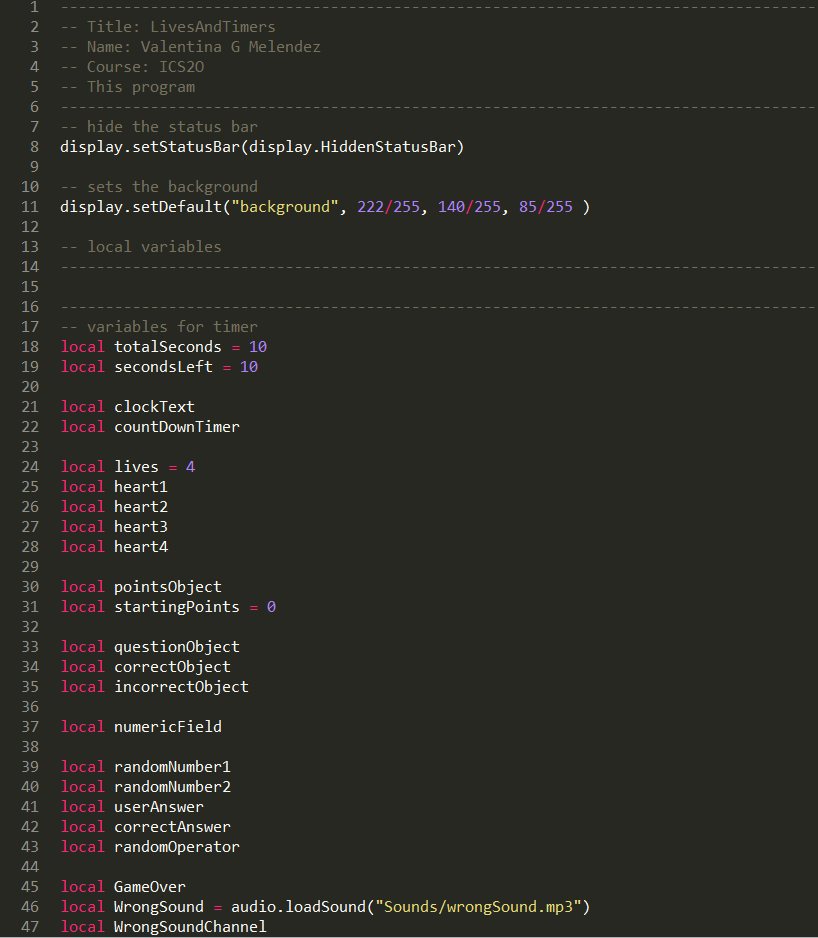 1 ------------------------------------------------------------------------------------
2 -- Title: LivesAndTimers
3 -- Name: Valentina G Melendez
4 -- Course: ICS2O
5 -- This program
6 ------------------------------------------------------------------------------------
7 -- hide the status bar
8 display.setStatusBar(display.HiddenStatusBar)
9
10 -- sets the background
11 display.setDefault("background", 222/255, 140/255, 85/255 )
12
13 -- local variables
14 ------------------------------------------------------------------------------------
15
16 ------------------------------------------------------------------------------------
17 -- variables for timer
18 local totalSeconds = 10
19 local secondsLeft = 10
20
21 local clockText
22 local countDownTimer
23
24 local lives = 4
25 local heart1
26 local heart2
27 local heart3
28 local heart4
29
30 local pointsObject
31 local startingPoints = 0
32
33 local questionObject
34 local correctObject
35 local incorrectObject
36
37 local numericField
38
39 local randomNumber1
40 local randomNumber2
41 local userAnswer
42 local correctAnswer
43 local randomOperator
44
45 local GameOver
46 local WrongSound = audio.loadSound("Sounds/wrongSound.mp3")
47 local WrongSoundChannel